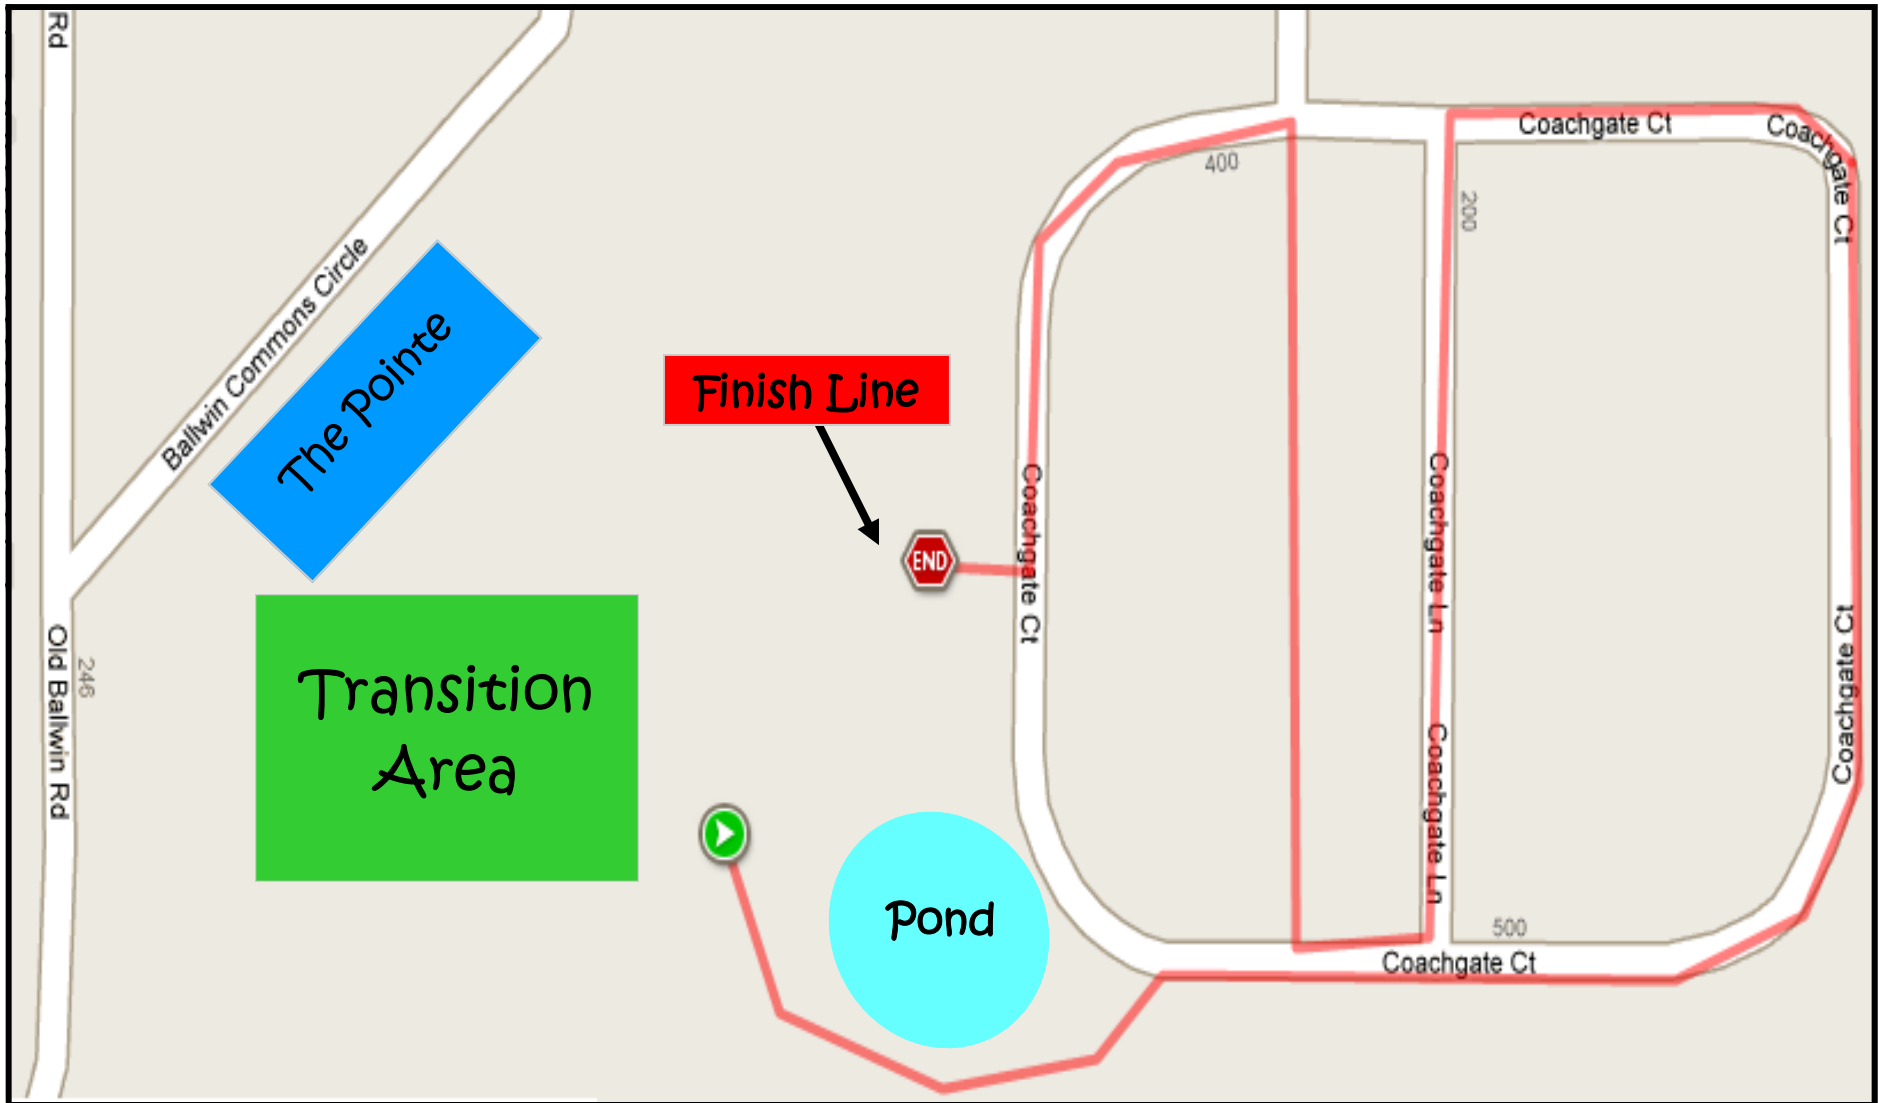 Rd
Ballwin Commons Circle
The Pointe
Finish Line
END
Transition
Area
Pond
Old Ballwin Rd
246
Coachgate Ct
Coachgate Ct
400
200
Coachgate Ct
Coachgate Ln
Coachgate Ct
Coachgate Ln
500
Coachgate Ct